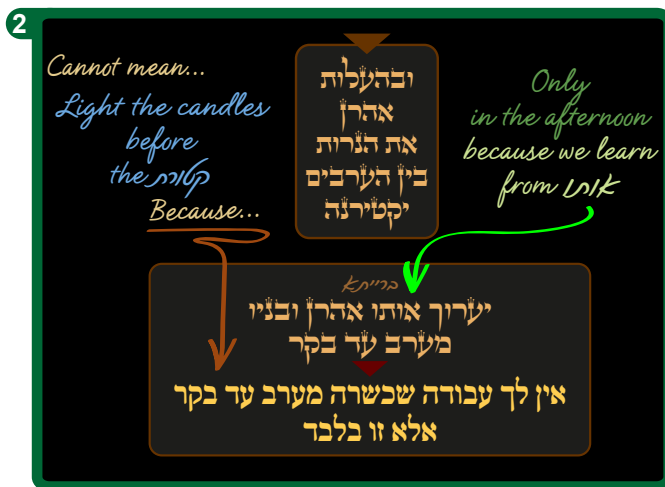 2
Cannot mean...
Light the candles
before
the קטורת
Because...
ובהעלות
אהרן
את הנרות
בין הערבים
יקטירנה
Only
in the afternoon
because we learn
from אותו
ברייתא
יערוך אותו אהרן ובניו
מערב עד בקר
אין לך עבודה שכשרה מערב עד בקר
אלא זו בלבד